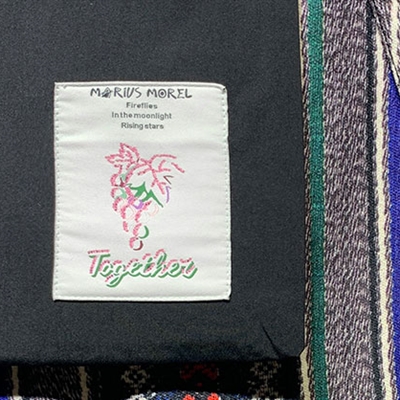 MARIUS MOREL
Fireflies
In the moonlight
Rising stars
Together